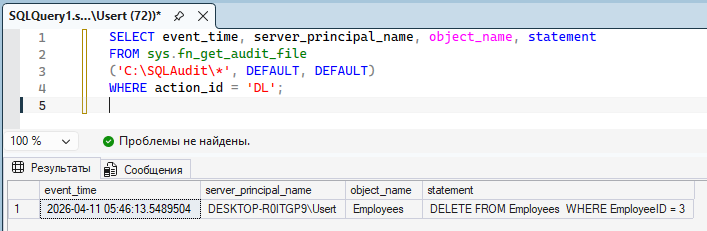 SQLQuery1.s...\Usert (72))*
1 SELECT event_time, server_principal_name, object_name, statement
2 FROM sys.fn_get_audit_file
3 ('C:\SQLAudit\*', DEFAULT, DEFAULT)
4 WHERE action_id = 'DL';
5
100 % Проблемы не найдены.
Результаты Сообщения
event_time server_principal_name object_name statement
1 2026-04-11 05:46:13.5489504 DESKTOP-R0ITGP9\Usert Employees DELETE FROM Employees WHERE EmployeeID = 3